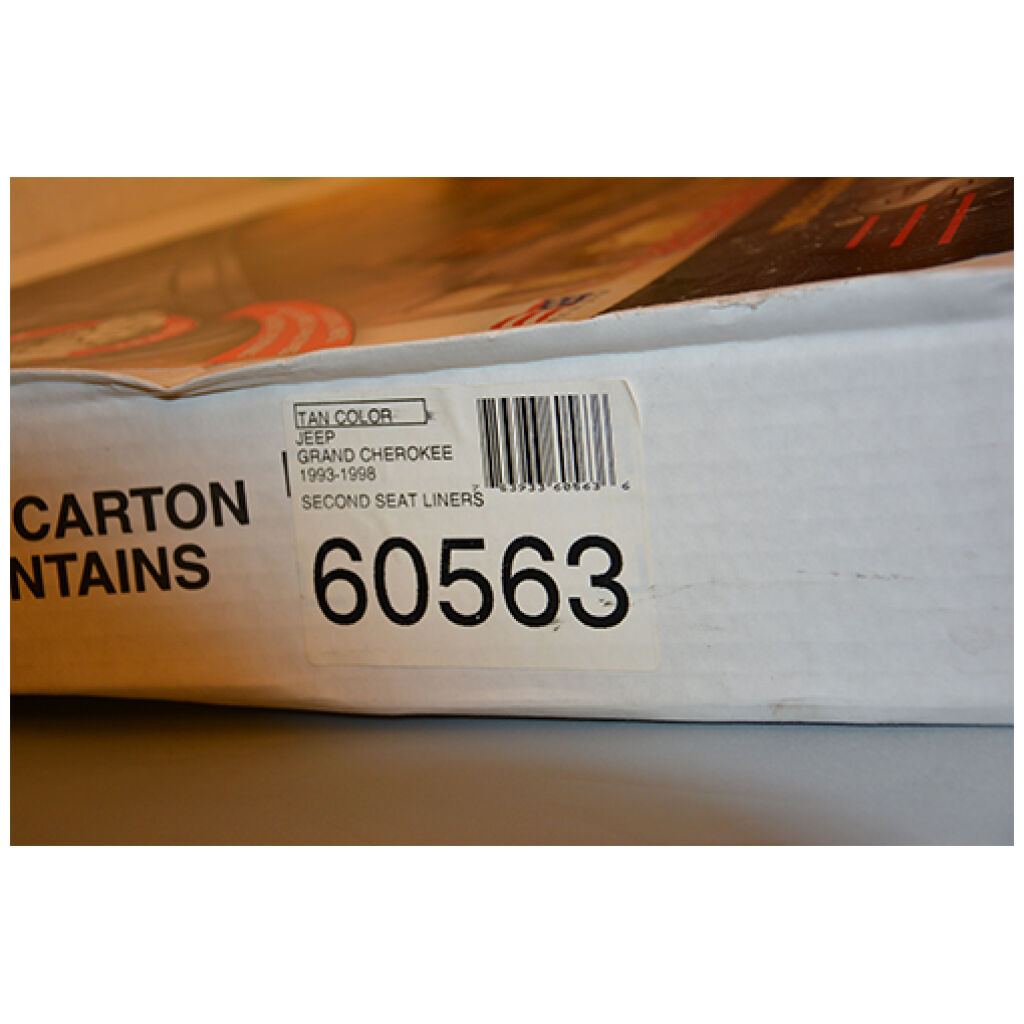 CARTON
NTAINS
TAN COLOR
JEEP
GRAND CHEROKEE
1993-1998
SECOND SEAT LINERS
60563